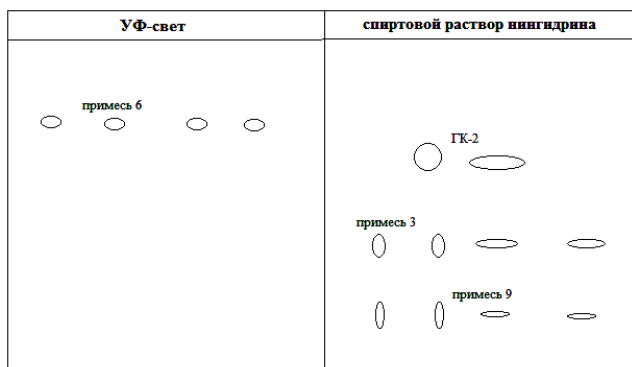 УФ-свет
спиртовой раствор нингидрина
примесь 6
ГК-2
примесь 3
примесь 9